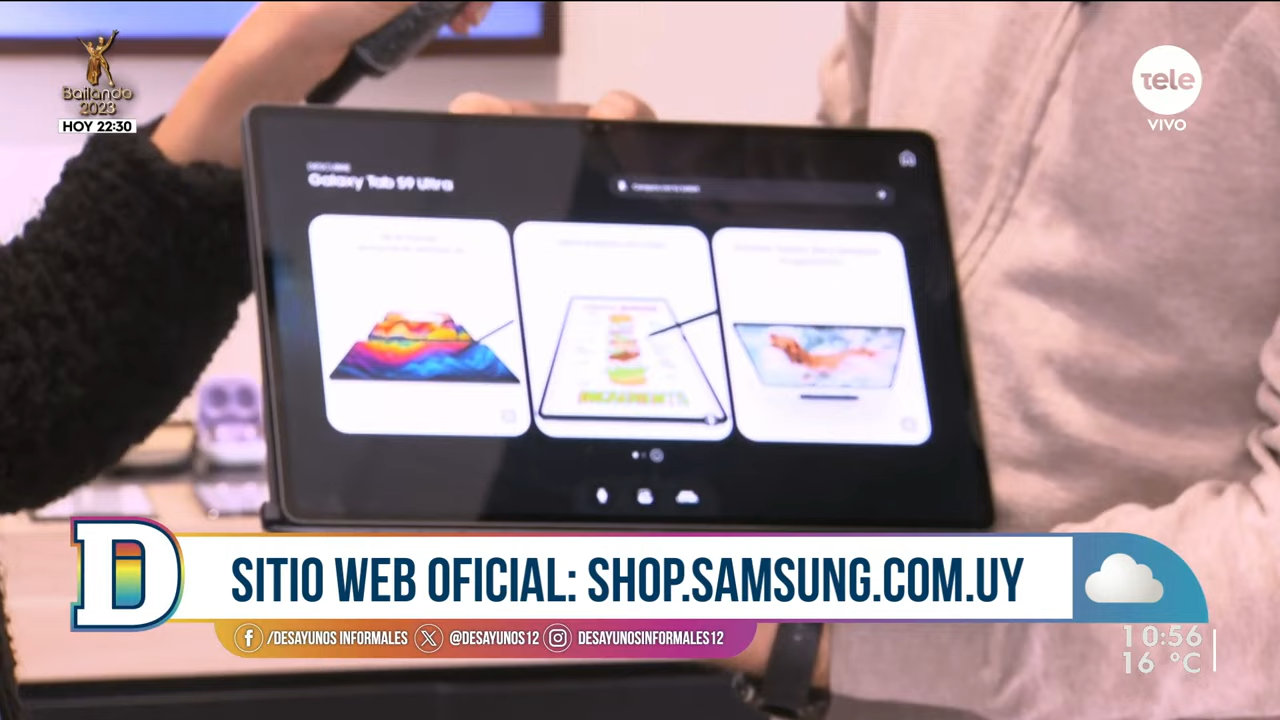 Bailando
2023
HOY 22:30
tele
VIVO
Galaxy Tab S9 Ultra
D
SITIO WEB OFICIAL: SHOP.SAMSUNG.COM.UY
/DESAYUNOS INFORMALES @DESAYUNOS12 DESAYUNOSINFORMALES12
10:56
16 °C